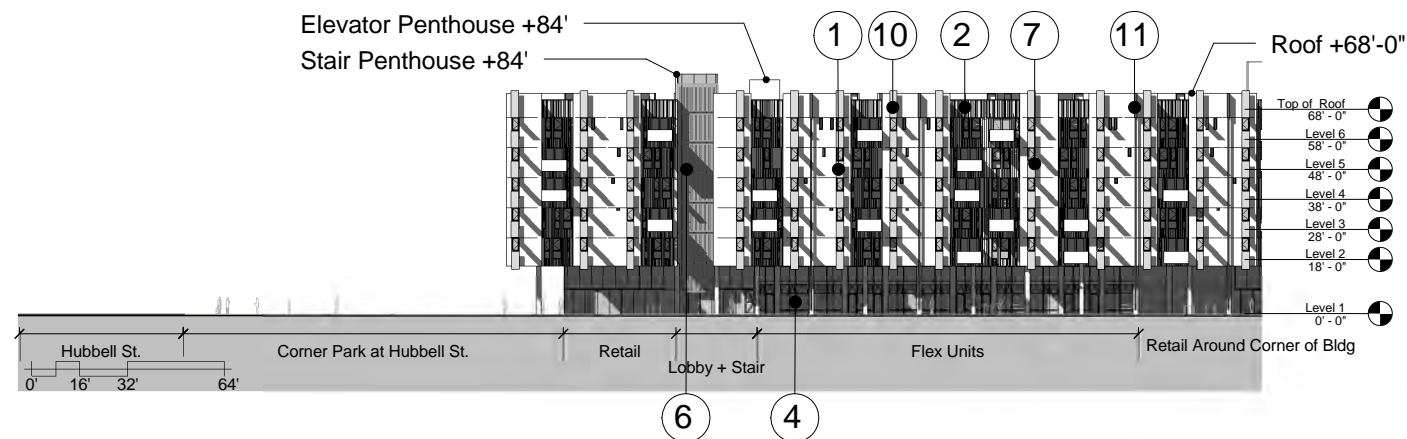 Elevator Penthouse +84'
Stair Penthouse +84'
1
10
2
7
11
Roof +68'-0"
Top of Roof
68' - 0"
Level 6
58' - 0"
Level 5
48' - 0"
Level 4
38' - 0"
Level 3
28' - 0"
Level 2
18' - 0"
Level 1
0' - 0"
Hubbell St.
Corner Park at Hubbell St.
Retail
Lobby + Stair
Flex Units
Retail Around Corner of Bldg
0'
16'
32'
64'
6
4